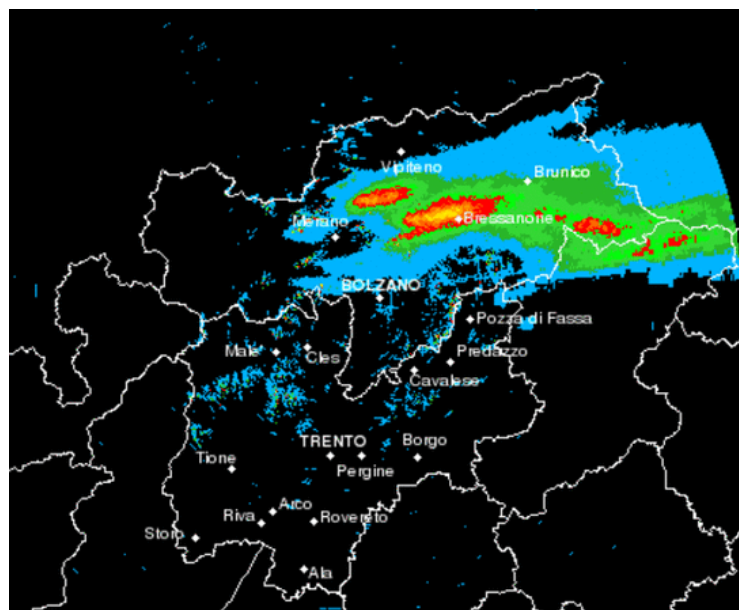 Vipiteno
Brunico
Merano
Bressanone
BOLZANO
Pozza di Fassa
Male'
Cles
Predazzo
Cavalese
TRENTO
Borgo
Tione
Pergine
Arco
Riva
Rovereto
Storo
Ala